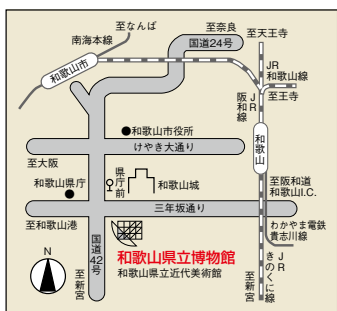 至なんば
南海本線
和歌山市
至奈良
国道24号
至天王寺
JR
和歌山線
至王寺
JR
阪和線
和歌山
和歌山市役所
けやき大通り
至大阪
県庁前
和歌山県庁
和歌山城
至阪和道
和歌山I.C.
三年坂通り
至和歌山港
わかやま電鉄
貴志川線
国道42号
和歌山県立博物館
和歌山県立近代美術館
JR
きのくに線
N
至新宮
至新宮